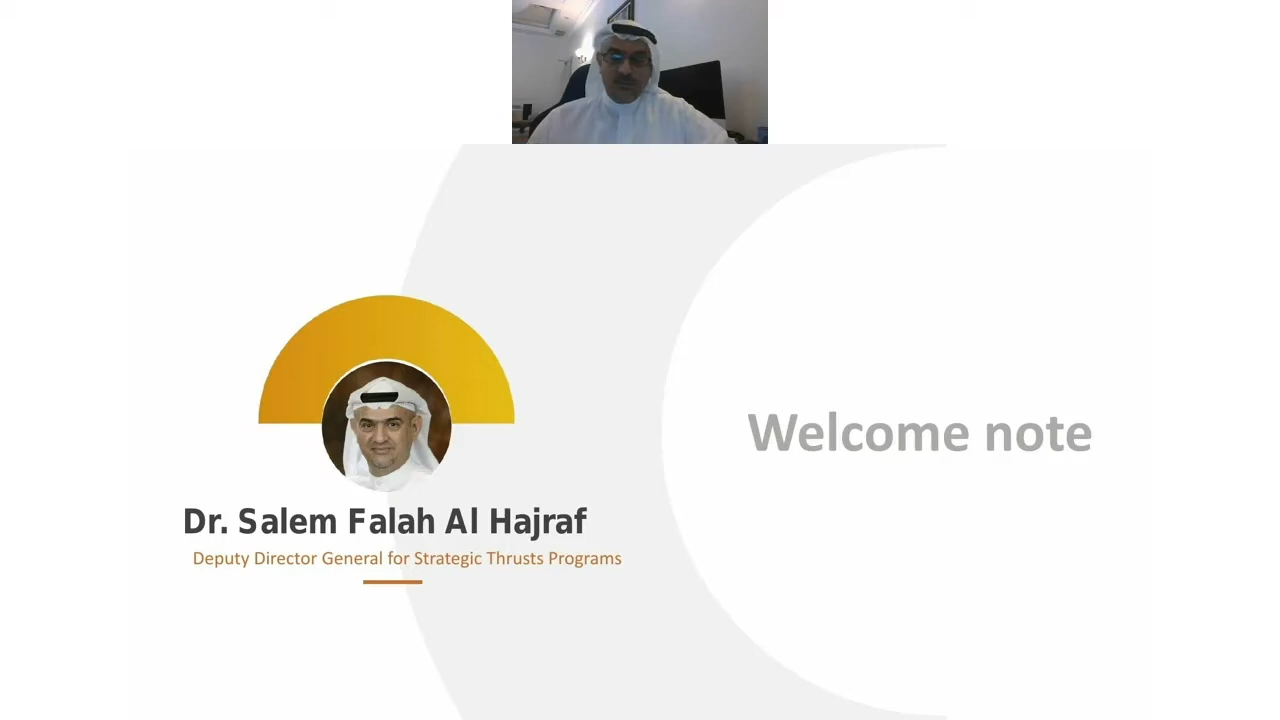 Welcome note
Dr. Salem Falah Al Hajraf
Deputy Director General for Strategic Thrusts Programs